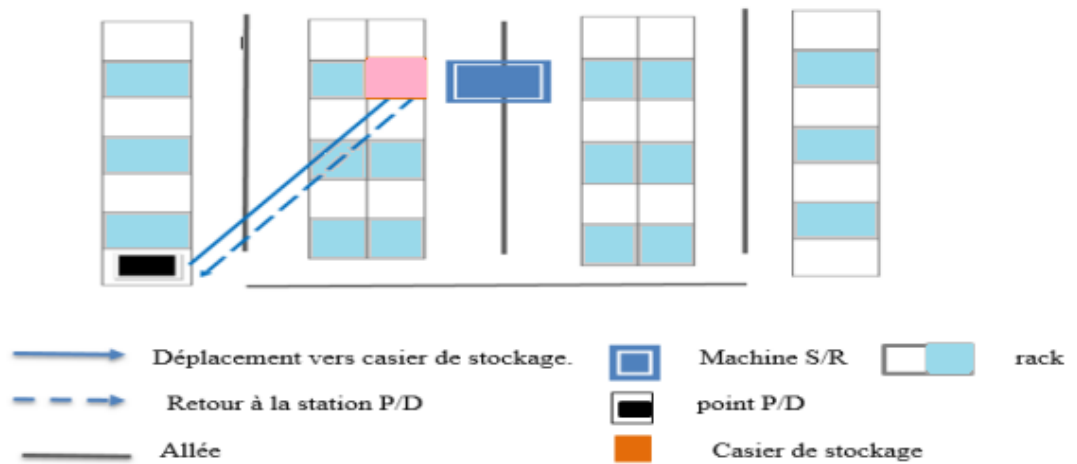 Déplacement vers casier de stockage.
Machine S/R
rack
Retour à la station P/D
point P/D
Allée
Casier de stockage